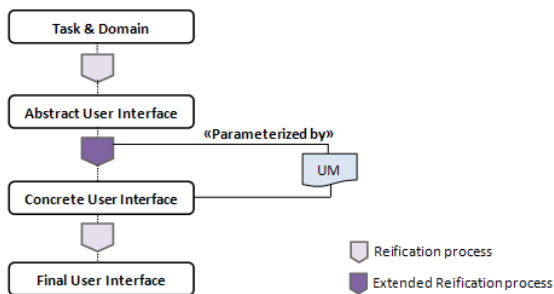 Task & Domain
Abstract User Interface
«Parameterized by»
UM
Concrete User Interface
Final User Interface
Reification process
Extended Reification process